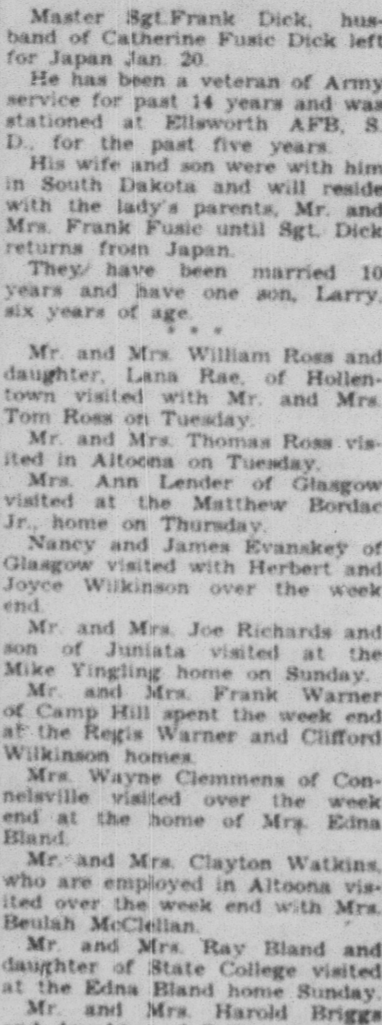 Master Sgt. Frank Dick, hus-
band of Catherine Fusic Dick left
for Japan Jan. 20.
He has been a veteran of Army
service for past 14 years and was
stationed at Ellsworth AFB, S.
D., for the past five years.
His wife and son were with him
in South Dakota and will reside
with the lady's parents, Mr. and
Mrs. Frank Fusic until Sgt. Dick
returns from Japan.
They have been married 10
years and have one son, Larry,
six years of age.
* * *
Mr. and Mrs. William Ross and
daughter, Lana Rae, of Hollen-
town visited with Mr. and Mrs.
Tom Ross on Tuesday.
Mr. and Mrs. Thomas Ross vis-
ited in Altoona on Tuesday.
Mrs. Ann Lender of Glasgow
visited at the Matthew Bordac
Jr., home on Thursday.
Nancy and James Evanskey of
Glasgow visited with Herbert and
Joyce Wilkinson over the week
end.
Mr. and Mrs. Joe Richards and
son of Juniata visited at the
Mike Yingling home on Sunday.
Mr. and Mrs. Frank Warner
of Camp Hill spent the week end
at the Regis Warner and Clifford
Wilkinson homes.
Mrs. Wayne Clemmens of Con-
nelsville visited over the week
end at the home of Mrs. Edna
Bland.
Mr. and Mrs. Clayton Watkins,
who are employed in Altoona vis-
ited over the week end with Mrs.
Beulah McClellan.
Mr. and Mrs. Ray Bland and
daughter of State College visited
at the Edna Bland home Sunday.
Mr. and Mrs. Harold Briggs